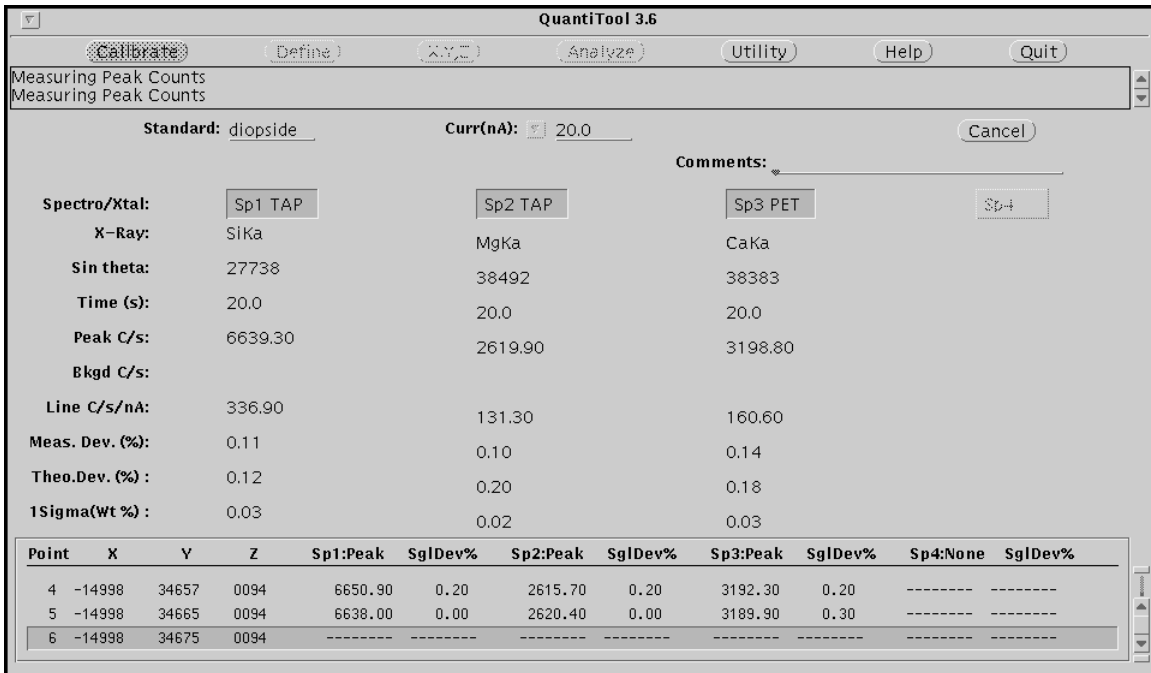 QuantiTool 3.6
Calibrate Define X,Y,Z Analyze Utility Help Quit
Measuring Peak Counts
Measuring Peak Counts
Standard: diopside Curr(nA): 20.0 Cancel
Comments:
Spectro/Xtal: Sp1 TAP Sp2 TAP Sp3 PET Sp4
X-Ray: SiKa MgKa CaKa
Sin theta: 27738 38492 38383
Time (s): 20.0 20.0 20.0
Peak C/s: 6639.30 2619.90 3198.80
Bkgd C/s:
Line C/s/nA: 336.90 131.30 160.60
Meas. Dev. (%): 0.11 0.10 0.14
Theo.Dev. (%) : 0.12 0.20 0.18
1Sigma(Wt %) : 0.03 0.02 0.03
Point X Y Z Sp1:Peak SglDev% Sp2:Peak SglDev% Sp3:Peak SglDev% Sp4:None SglDev%
4 -14998 34657 0094 6650.90 0.20 2615.70 0.20 3192.30 0.20 -------- --------
5 -14998 34665 0094 6638.00 0.00 2620.40 0.00 3189.90 0.30 -------- --------
6 -14998 34675 0094 -------- -------- -------- -------- -------- -------- -------- --------